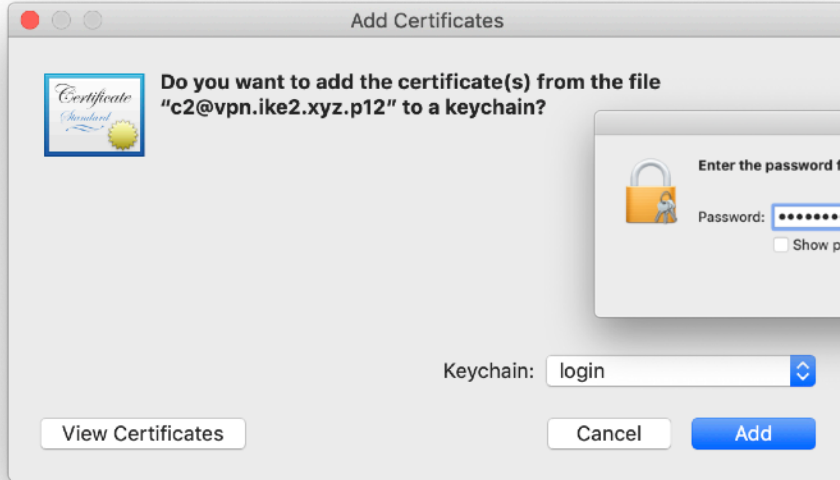 Add Certificates
Certificate
Standard
Do you want to add the certificate(s) from the file
“c2@vpn.ike2.xyz.p12” to a keychain?
Enter the password
Password:
Show
Keychain:
login
View Certificates
Cancel
Add